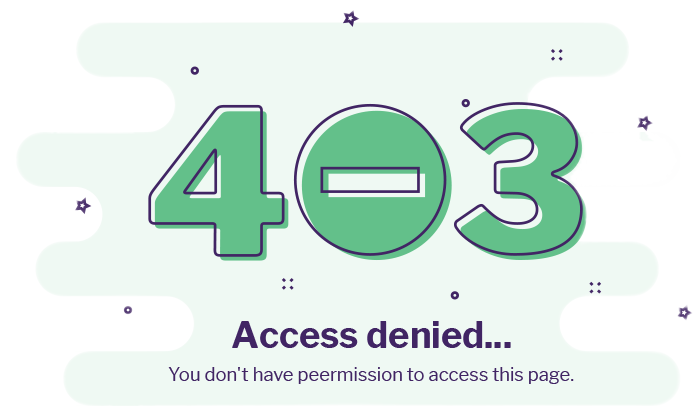 403
Access denied...
You don't have peermission to access this page.